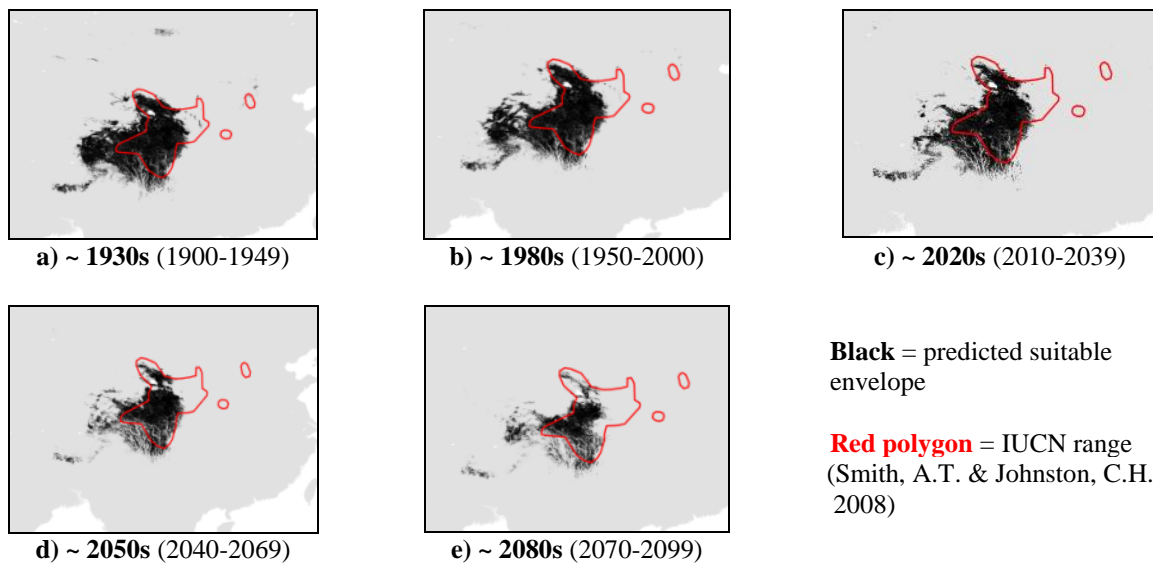 a) ~ 1930s (1900-1949)
b) ~ 1980s (1950-2000)
c) ~ 2020s (2010-2039)
d) ~ 2050s (2040-2069)
e) ~ 2080s (2070-2099)
Black = predicted suitable
envelope
Red polygon = IUCN range
(Smith, A.T. & Johnston, C.H.
2008)